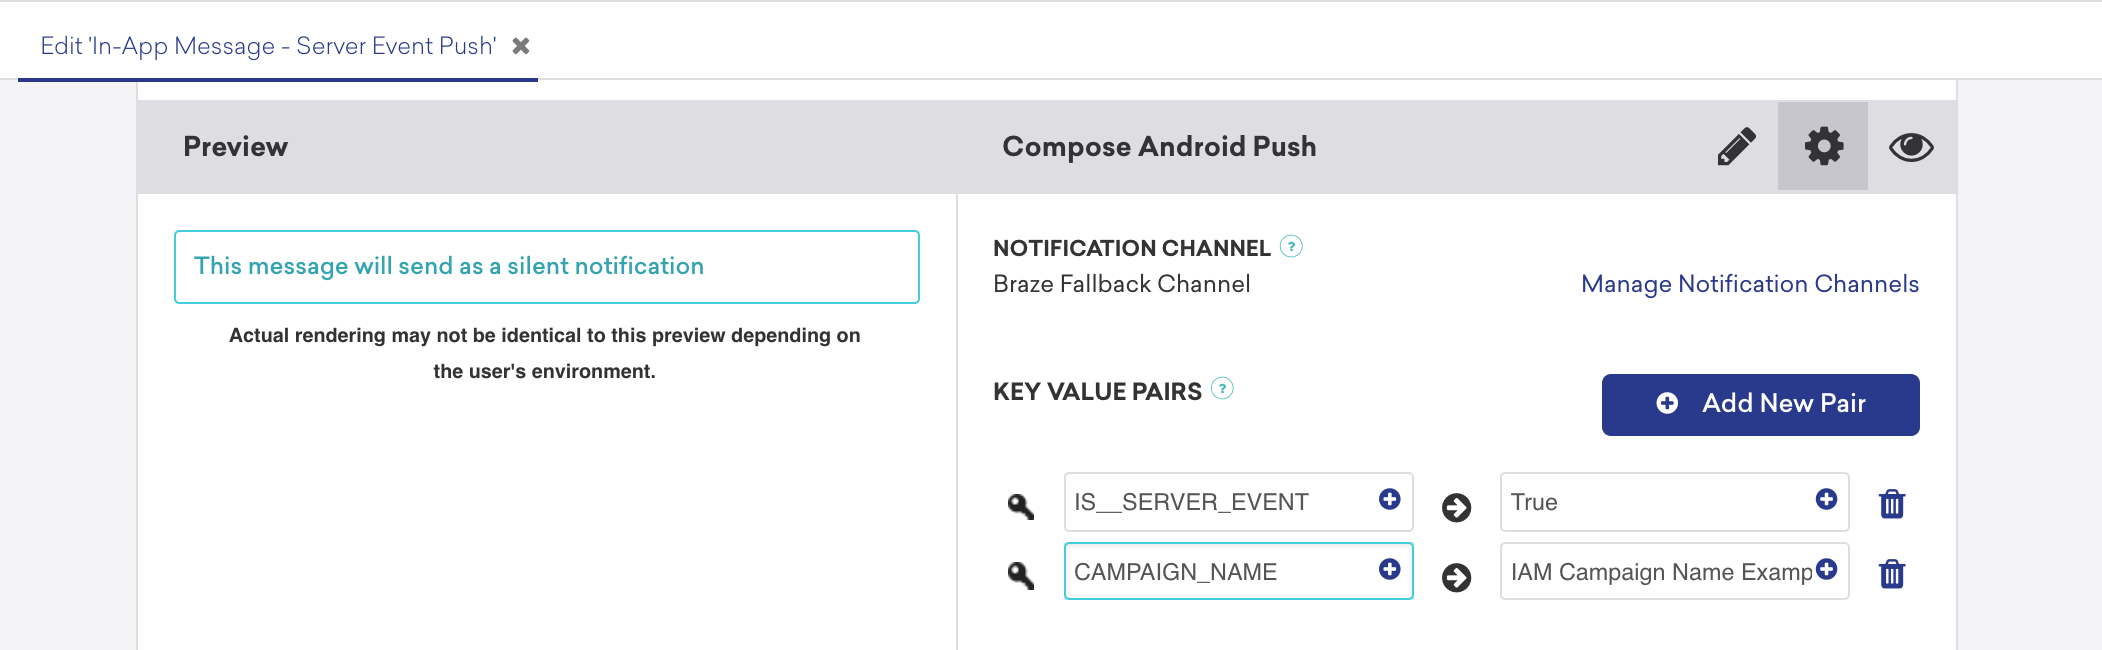 Edit 'In-App Message - Server Event Push' ✖
Preview
Compose Android Push
This message will send as a silent notification
Actual rendering may not be identical to this preview depending on
the user's environment.
NOTIFICATION CHANNEL ?
Braze Fallback Channel
Manage Notification Channels
KEY VALUE PAIRS ?
Add New Pair
IS__SERVER_EVENT
True
CAMPAIGN_NAME
IAM Campaign Name Examp